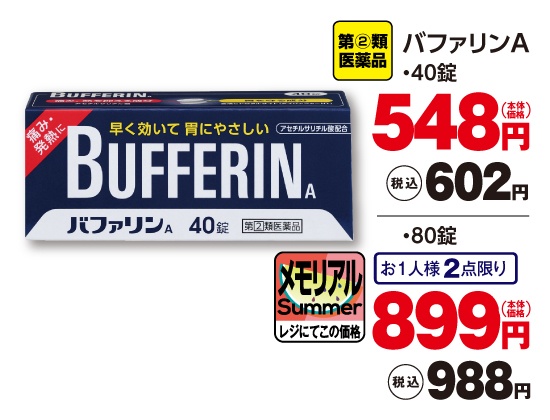 第②類
医薬品
バファリンA
・40錠
548円
(本体価格)
税込 602円
・80錠
お1人様2点限り
メモリアル
Summer
レジにてこの価格
899円
(本体価格)
税込 988円
BUFFERIN
40錠
痛み・
発熱に
早く効いて 胃にやさしい
アセチルサリチル酸配合
BUFFERIN A
バファリンA 40錠 第②類医薬品